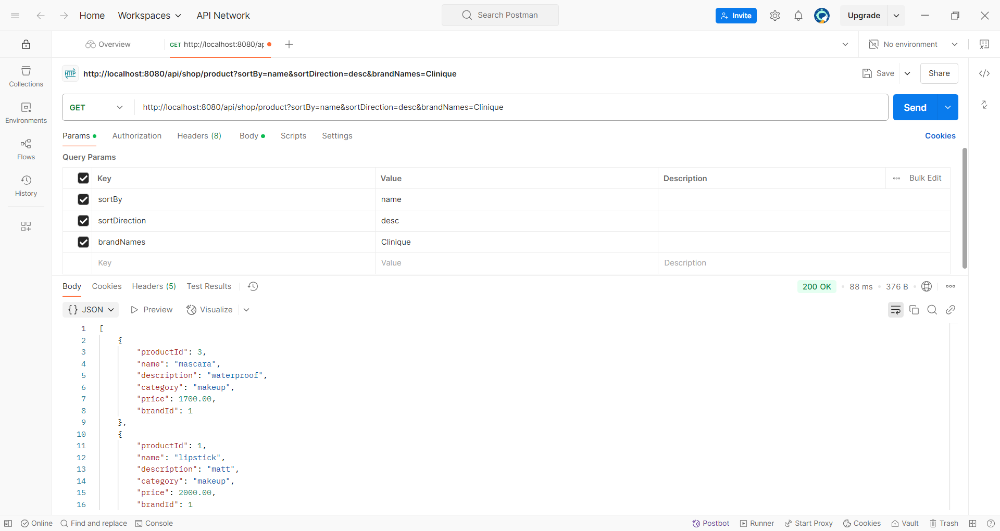 Home Workspaces API Network Search Postman Invite Upgrade
Overview GET http://localhost:8080/ap No environment
HTTP http://localhost:8080/api/shop/product?sortBy=name&sortDirection=desc&brandNames=Clinique Save Share
Collections
Environments
Flows
History
GET http://localhost:8080/api/shop/product?sortBy=name&sortDirection=desc&brandNames=Clinique Send
Params Authorization Headers (8) Body Scripts Settings Cookies
Query Params
Key Value Description Bulk Edit
sortBy name
sortDirection desc
brandNames Clinique
Key Value Description
Body Cookies Headers (5) Test Results 200 OK 88 ms 376 B
{} JSON Preview Visualize
1 [
2 {
3 "productId": 3,
4 "name": "mascara",
5 "description": "waterproof",
6 "category": "makeup",
7 "price": 1700.00,
8 "brandId": 1
9 },
10 {
11 "productId": 1,
12 "name": "lipstick",
13 "description": "matt",
14 "category": "makeup",
15 "price": 2000.00,
16 "brandId": 1
Online Find and replace Console Postbot Runner Start Proxy Cookies Vault Trash